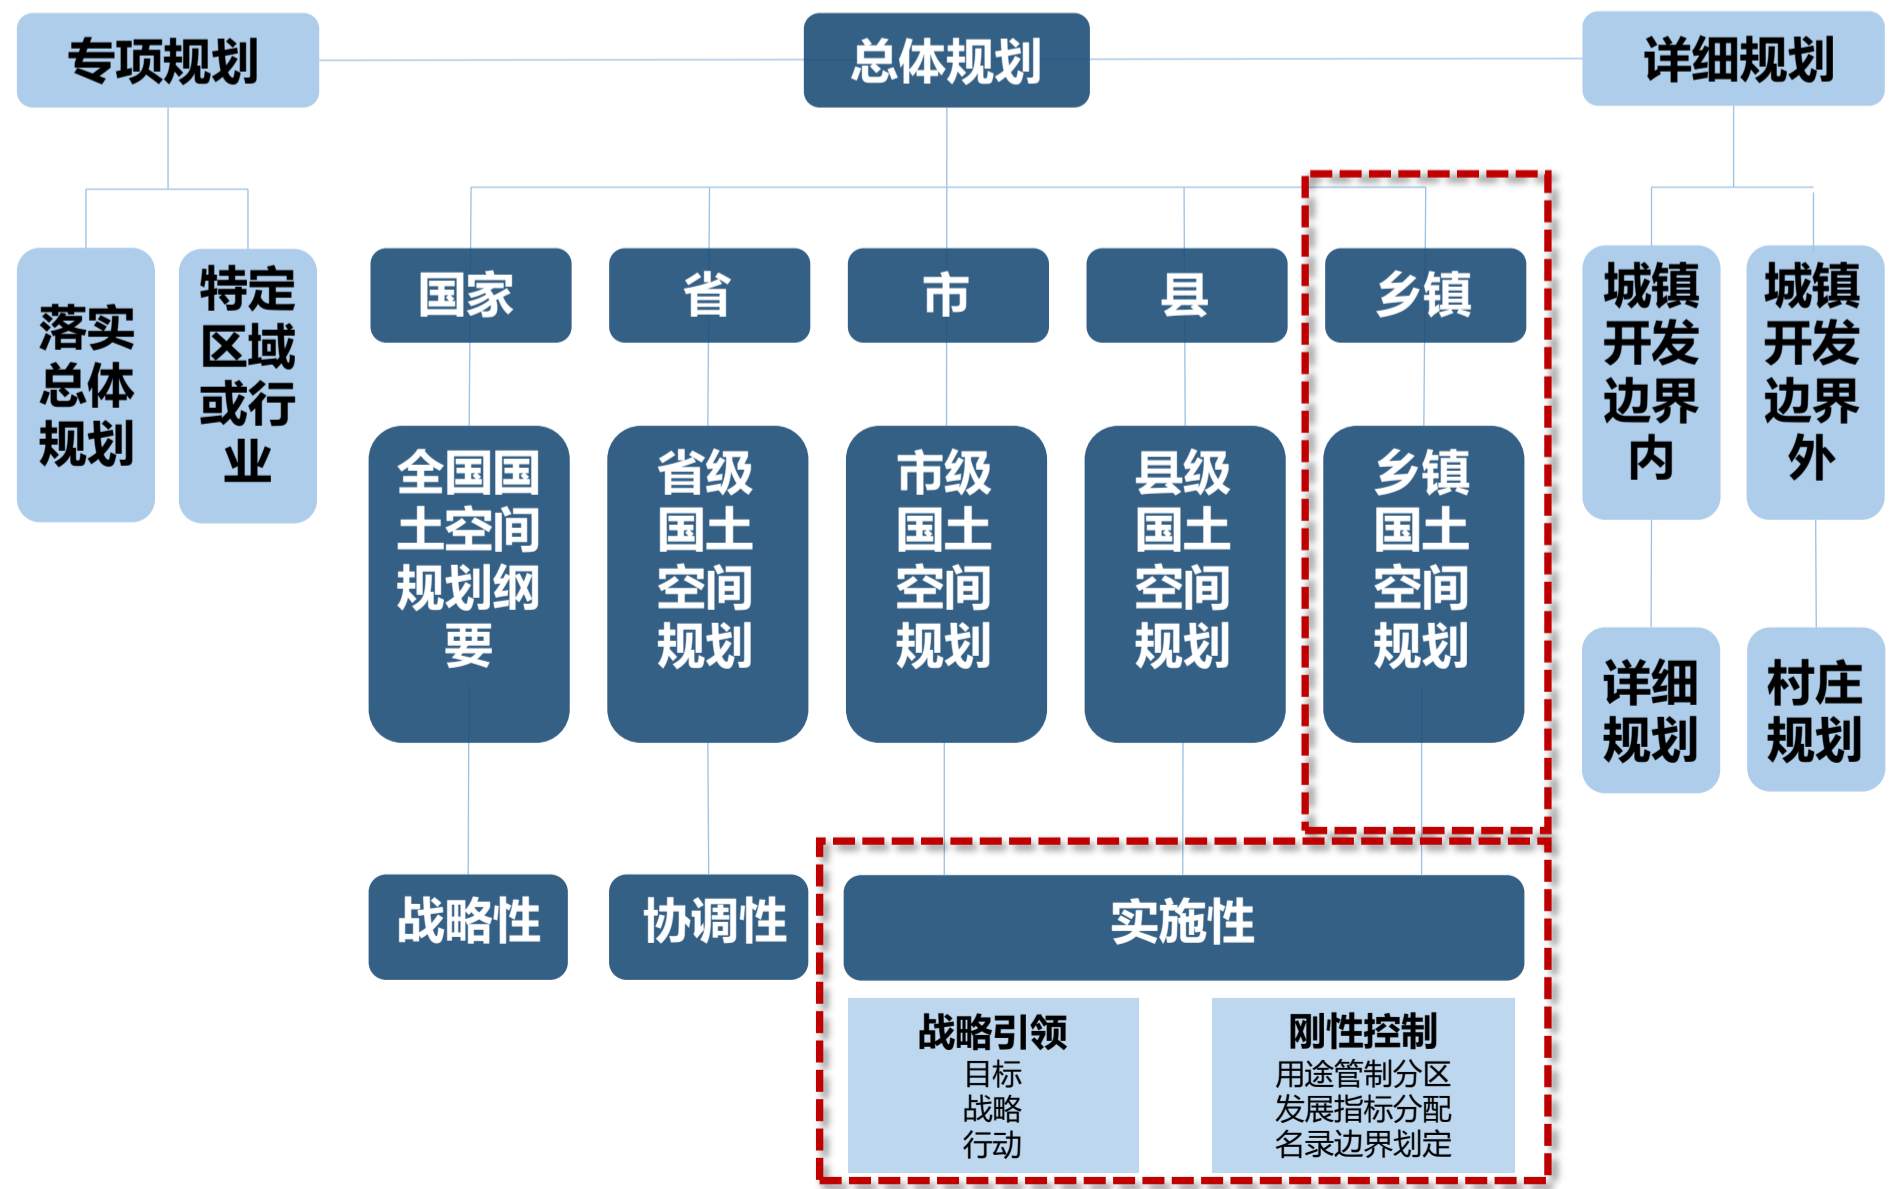 专项规划
总体规划
详细规划
落实
总体
规划
特定
区域
或行
业
国家
省
市
县
乡镇
城镇
开发
边界
内
城镇
开发
边界
外
全国国
土空间
规划纲
要
省级
国土
空间
规划
市级
国土
空间
规划
县级
国土
空间
规划
乡镇
国土
空间
规划
详细
规划
村庄
规划
战略性
协调性
实施性
战略引领
目标
战略
行动
刚性控制
用途管制分区
发展指标分配
名录边界划定